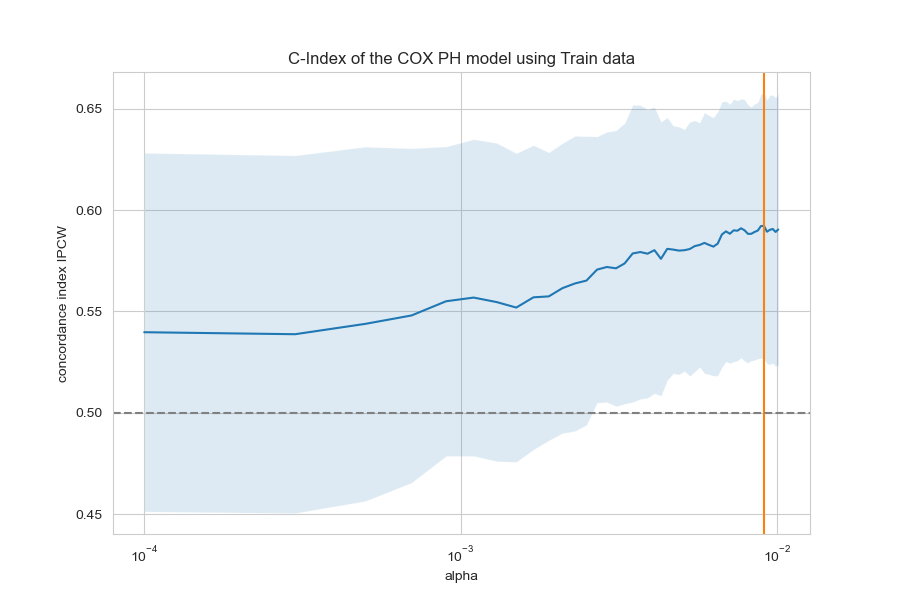 C-Index of the COX PH model using Train data
concordance index IPCW
0.65
0.60
0.55
0.50
0.45
10⁻⁴
10⁻³
10⁻²
alpha